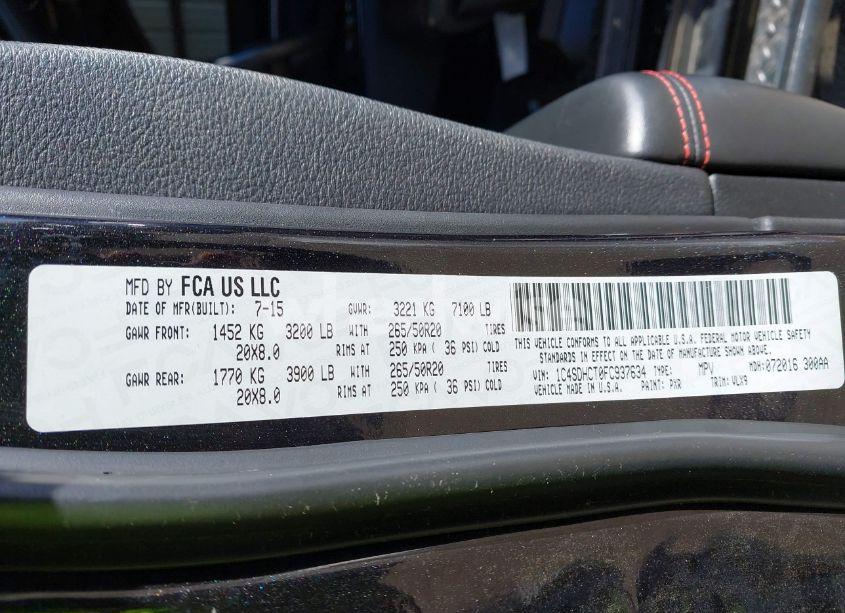 MFD BY FCA US LLC
DATE OF MFR(BUILT): 7-15 GVWR: 3221 KG 7100 LB
GAWR FRONT: 1452 KG 3200 LB WITH 265/50R20 TIRES
20X8.0 RIMS AT 250 KPA ( 36 PSI) COLD
GAWR REAR: 1770 KG 3900 LB WITH 265/50R20 TIRES
20X8.0 RIMS AT 250 KPA ( 36 PSI) COLD
THIS VEHICLE CONFORMS TO ALL APPLICABLE U.S.A. FEDERAL MOTOR VEHICLE SAFETY
STANDARDS IN EFFECT ON THE DATE OF MANUFACTURE SHOWN ABOVE.
VIN: 1C4SDHCT0FC937634 TYPE: MPV MDH: 072016 300AA
VEHICLE MADE IN U.S.A. PAINT: PXR TRIM: VLX9